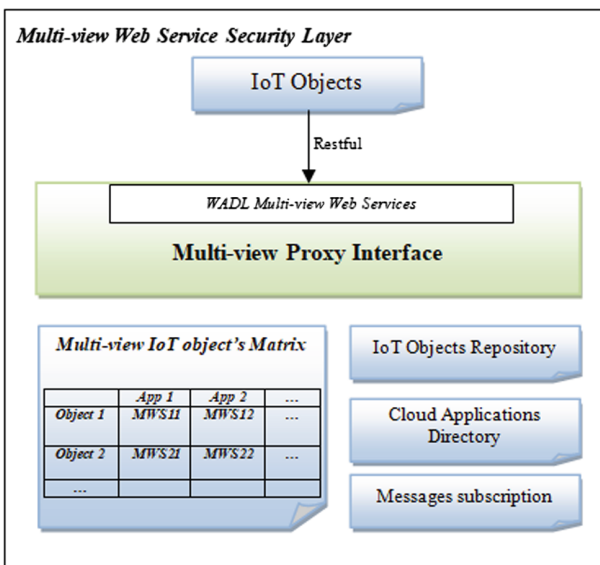 Multi-view Web Service Security Layer
IoT Objects
Restful
WADL Multi-view Web Services
Multi-view Proxy Interface
Multi-view IoT object's Matrix
App 1 App 2 ...
Object 1 MWS11 MWS12 ...
Object 2 MWS21 MWS22 ...
...
IoT Objects Repository
Cloud Applications
Directory
Messages subscription